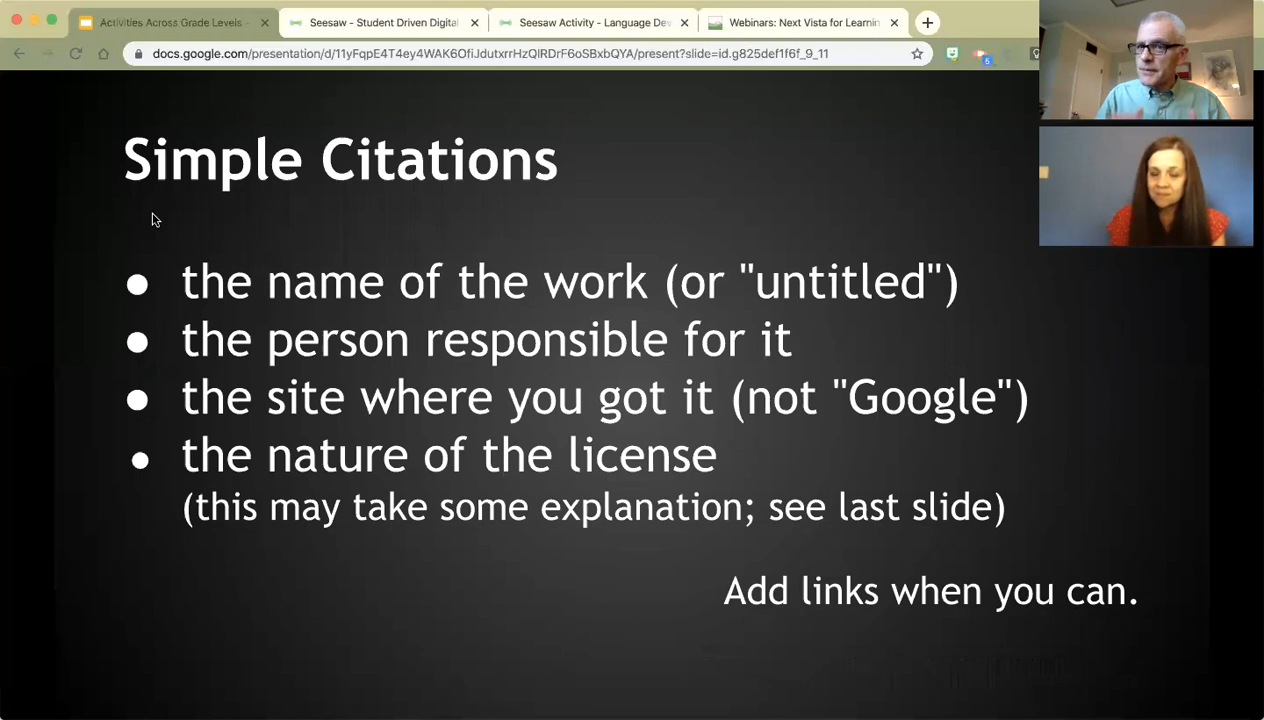 Activities Across Grade Levels -
Seesaw - Student Driven Digital
Seesaw Activity - Language Dev
Webinars: Next Vista for Learnin
docs.google.com/presentation/d/11yFqpE4T4ey4WAK6OfiJdutxrrHzQlRDrF6oSBxbQYA/present?slide=id.g825def1f6f_9_11
5
Simple Citations
● the name of the work (or "untitled")
● the person responsible for it
● the site where you got it (not "Google")
● the nature of the license
(this may take some explanation; see last slide)
Add links when you can.